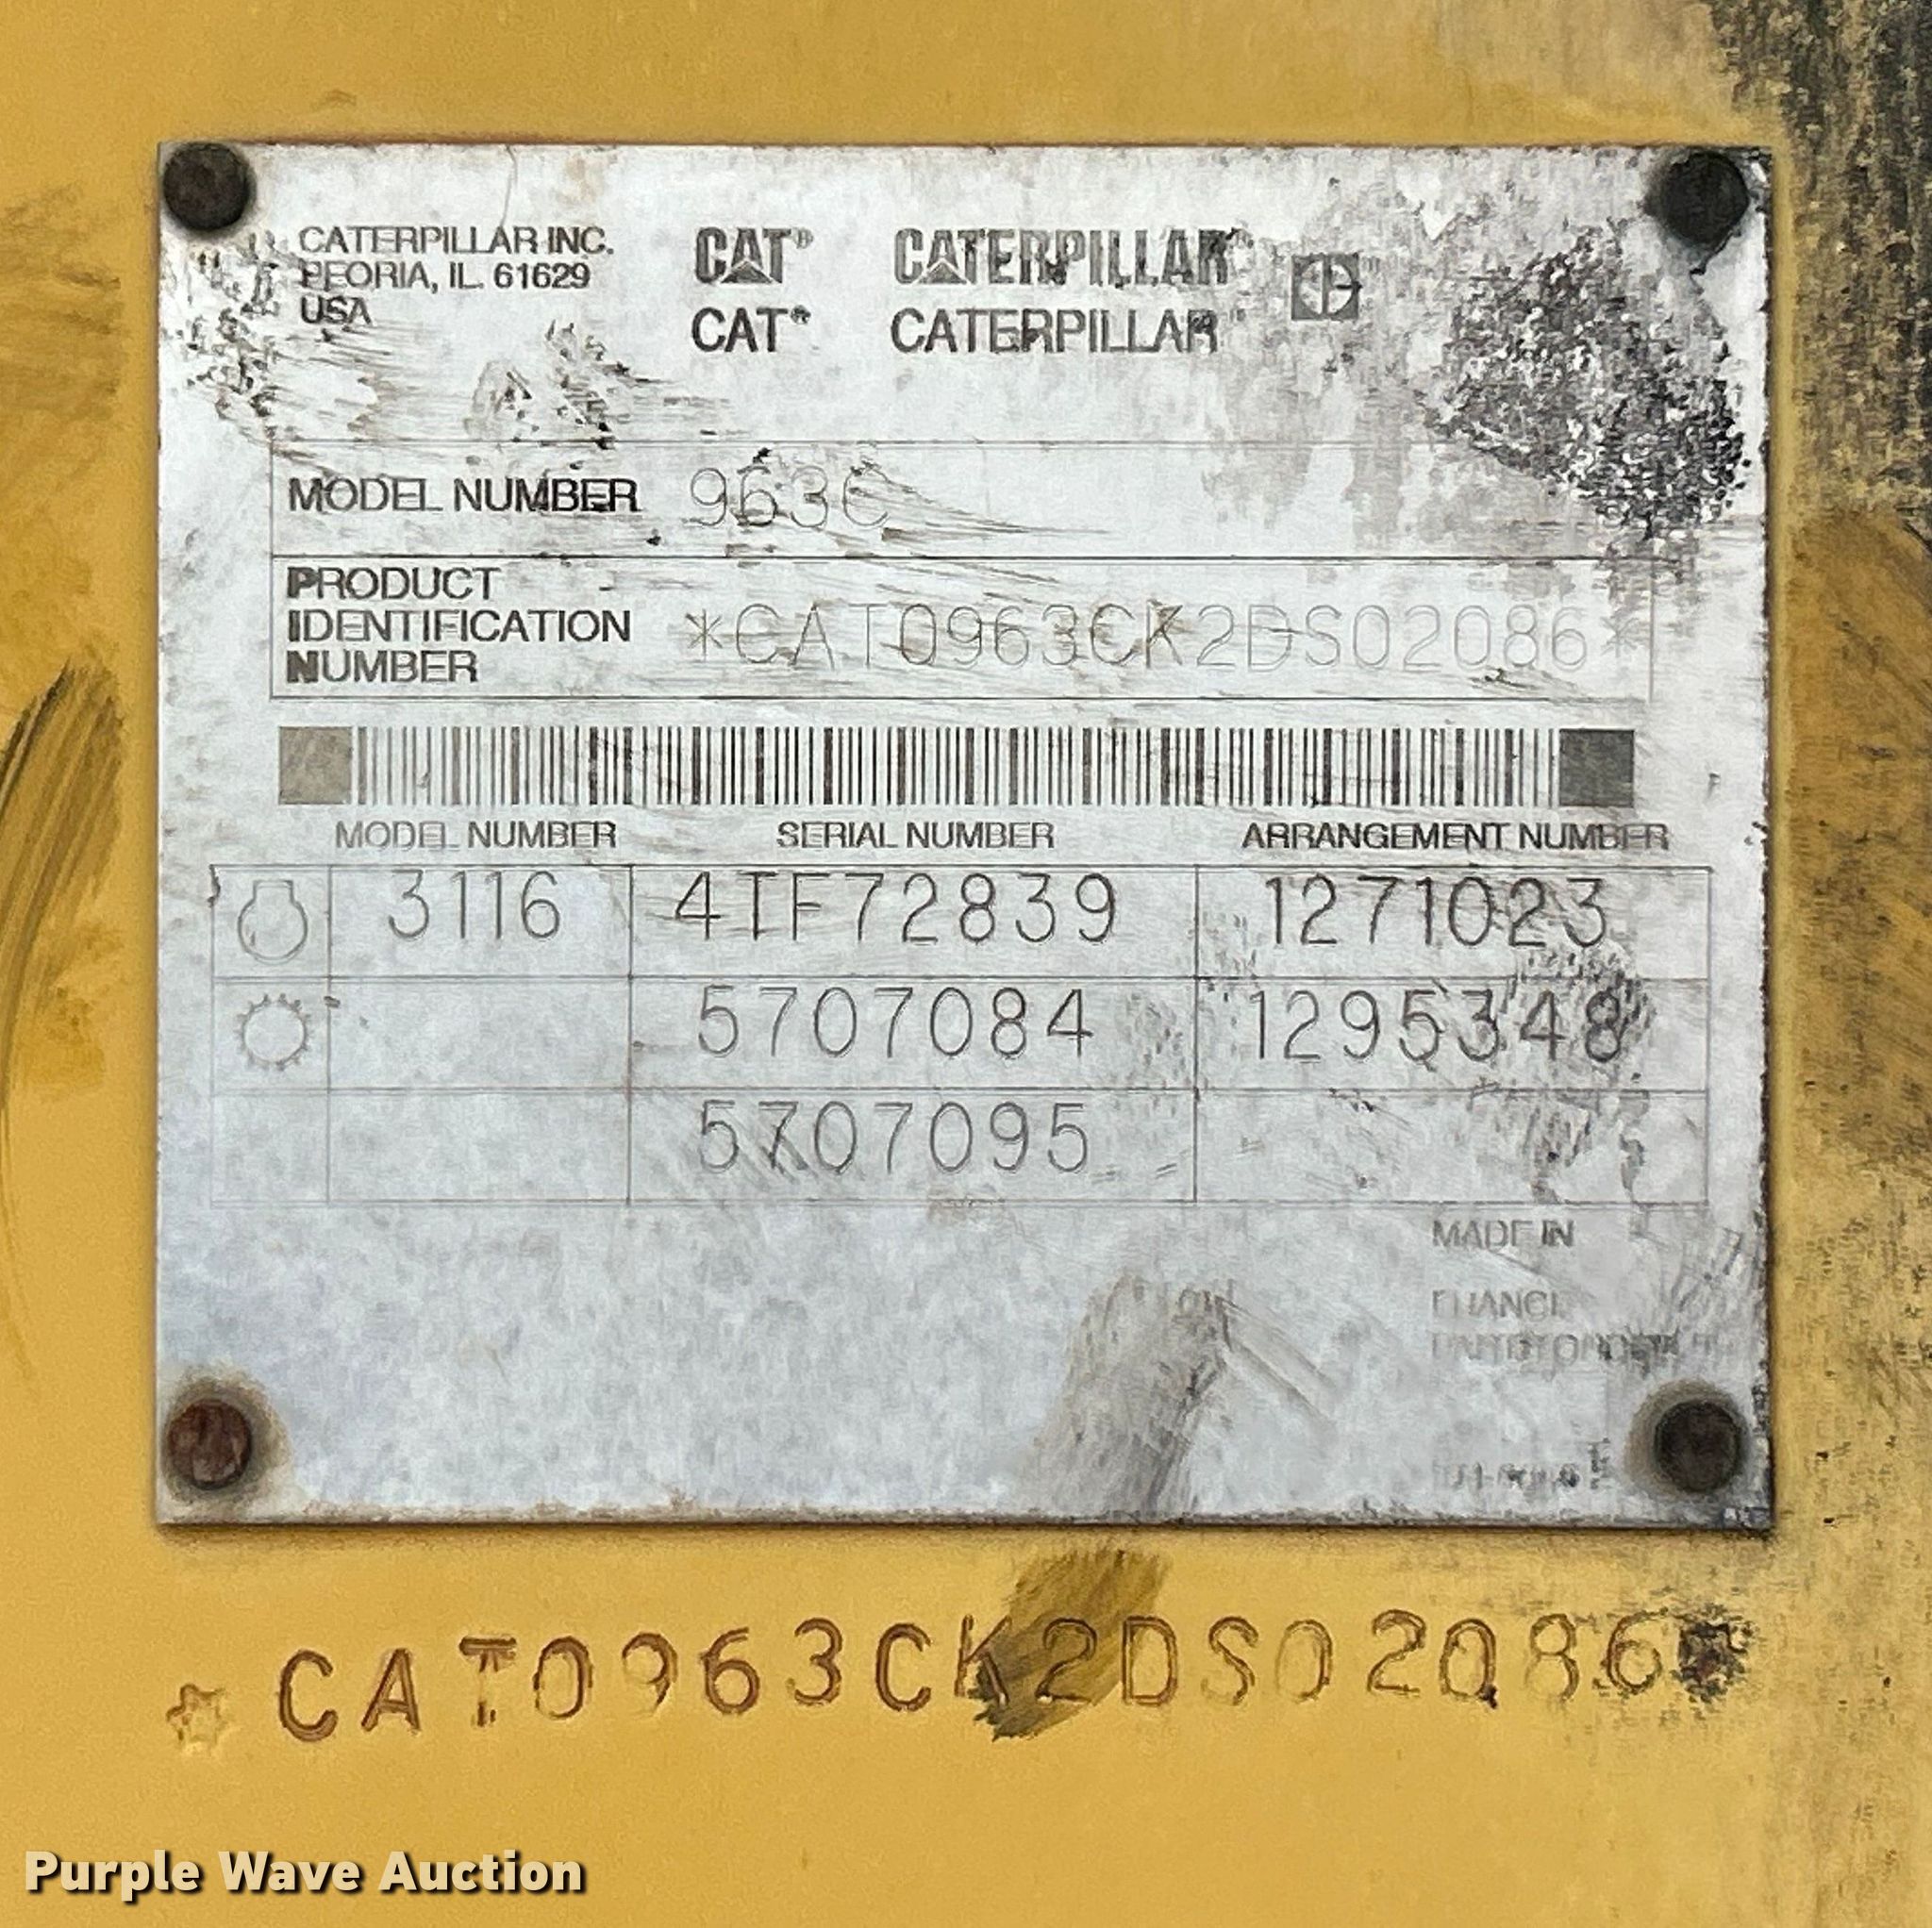 CATERPILLAR INC.
PEORIA, IL 61629
USA
CAT® CATERPILLAR®
CAT® CATERPILLAR®
MODEL NUMBER 963C
PRODUCT
IDENTIFICATION
NUMBER
*CAT0963CK2DS02086*
MODEL NUMBER SERIAL NUMBER ARRANGEMENT NUMBER
3116 4TF72839 1271023
5707084 1295348
5707095
MADE IN
*CAT0963CK2DS02086*
Purple Wave Auction